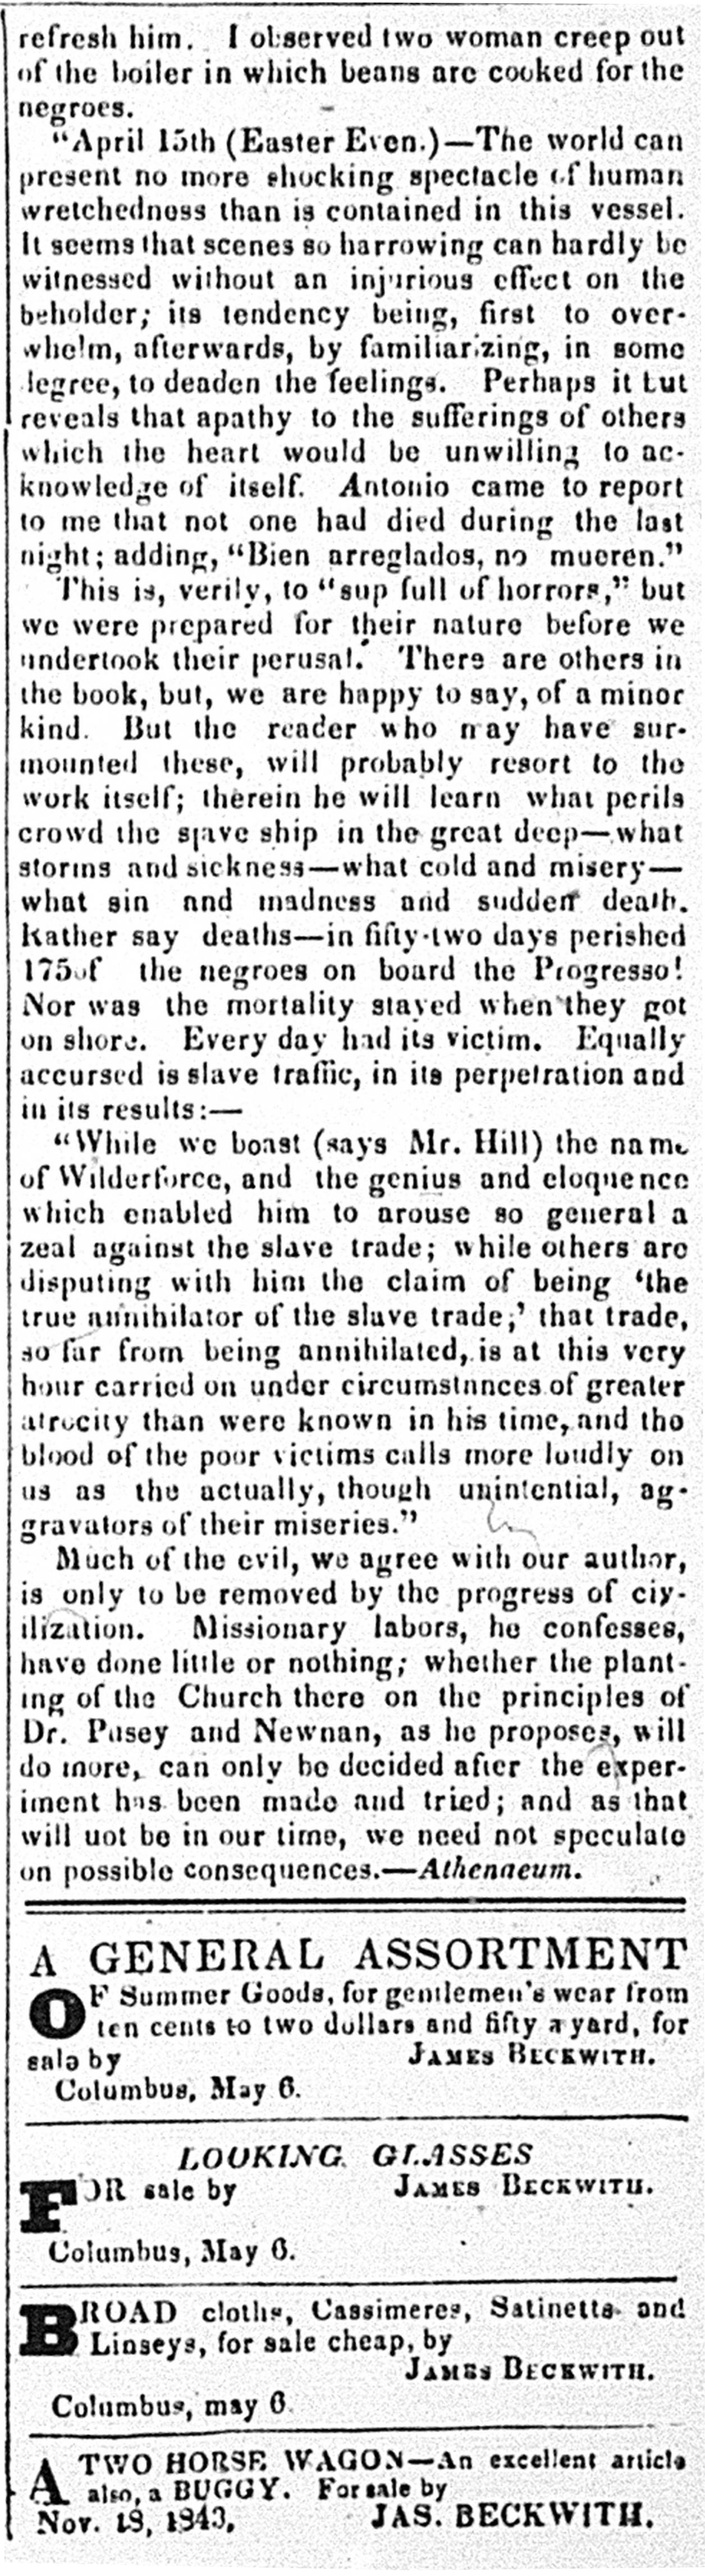 refresh him. I observed two woman creep out
of the boiler in which beans are cooked for the
negroes.
"April 15th (Easter Even.)—The world can
present no more shocking spectacle of human
wretchedness than is contained in this vessel.
It seems that scenes so harrowing can hardly be
witnessed without an injurious effect on the
beholder; its tendency being, first to over-
whelm, afterwards, by familiarizing, in some
degree, to deaden the feelings. Perhaps it but
reveals that apathy to the sufferings of others
which the heart would be unwilling to ac-
knowledge of itself. Antonio came to report
to me that not one had died during the last
night; adding, "Bien arreglados, no mueren."
This is, verily, to "sup full of horrors," but
we were prepared for their nature before we
undertook their perusal. There are others in
the book, but, we are happy to say, of a minor
kind. But the reader who may have sur-
mounted these, will probably resort to the
work itself; therein he will learn what perils
crowd the slave ship in the great deep—what
storms and sickness—what cold and misery—
what sin and madness and sudden death.
Rather say deaths—in fifty-two days perished
175 of the negroes on board the Progresso!
Nor was the mortality stayed when they got
on shore. Every day had its victim. Equally
accursed is slave traffic, in its perpetration and
in its results:—
"While we boast (says Mr. Hill) the name
of Wilderforce, and the genius and eloquence
which enabled him to arouse so general a
zeal against the slave trade; while others are
disputing with him the claim of being 'the
true annihilator of the slave trade;' that trade,
so far from being annihilated, is at this very
hour carried on under circumstances of greater
atrocity than were known in his time, and the
blood of the poor victims calls more loudly on
us as the actually, though unintential, ag-
gravators of their miseries."
Much of the evil, we agree with our author,
is only to be removed by the progress of civ-
ilization. Missionary labors, he confesses,
have done little or nothing; whether the plant-
ing of the Church there on the principles of
Dr. Pusey and Newnan, as he proposes, will
do more, can only be decided after the exper-
iment has been made and tried; and as that
will uot be in our time, we need not speculate
on possible consequences.—Athenaeum.
A GENERAL ASSORTMENT
OF Summer Goods, for gentlemen's wear from
ten cents to two dollars and fifty a yard, for
sale by JAMES BECKWITH.
Columbus, May 6.
LOOKING GLASSES
FOR sale by JAMES BECKWITH.
Columbus, May 6.
BROAD cloths, Cassimeres, Satinetts and
Linseys, for sale cheap, by
JAMES BECKWITH.
Columbus, may 6
A TWO HORSE WAGON—An excellent article
also, a BUGGY. For sale by
Nov. 18, 1843. JAS. BECKWITH.